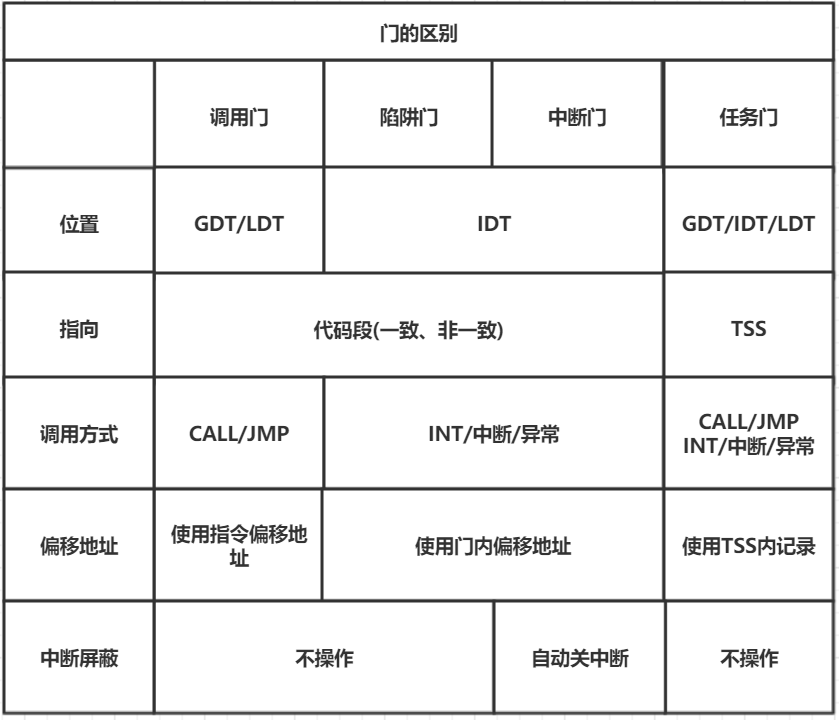 门的区别
调用门 陷阱门 中断门 任务门
位置 GDT/LDT IDT GDT/IDT/LDT
指向 代码段(一致、非一致) TSS
调用方式 CALL/JMP INT/中断/异常 CALL/JMP
INT/中断/异常
偏移地址 使用指令偏移地
址 使用门内偏移地址 使用TSS内记录
中断屏蔽 不操作 自动关中断 不操作